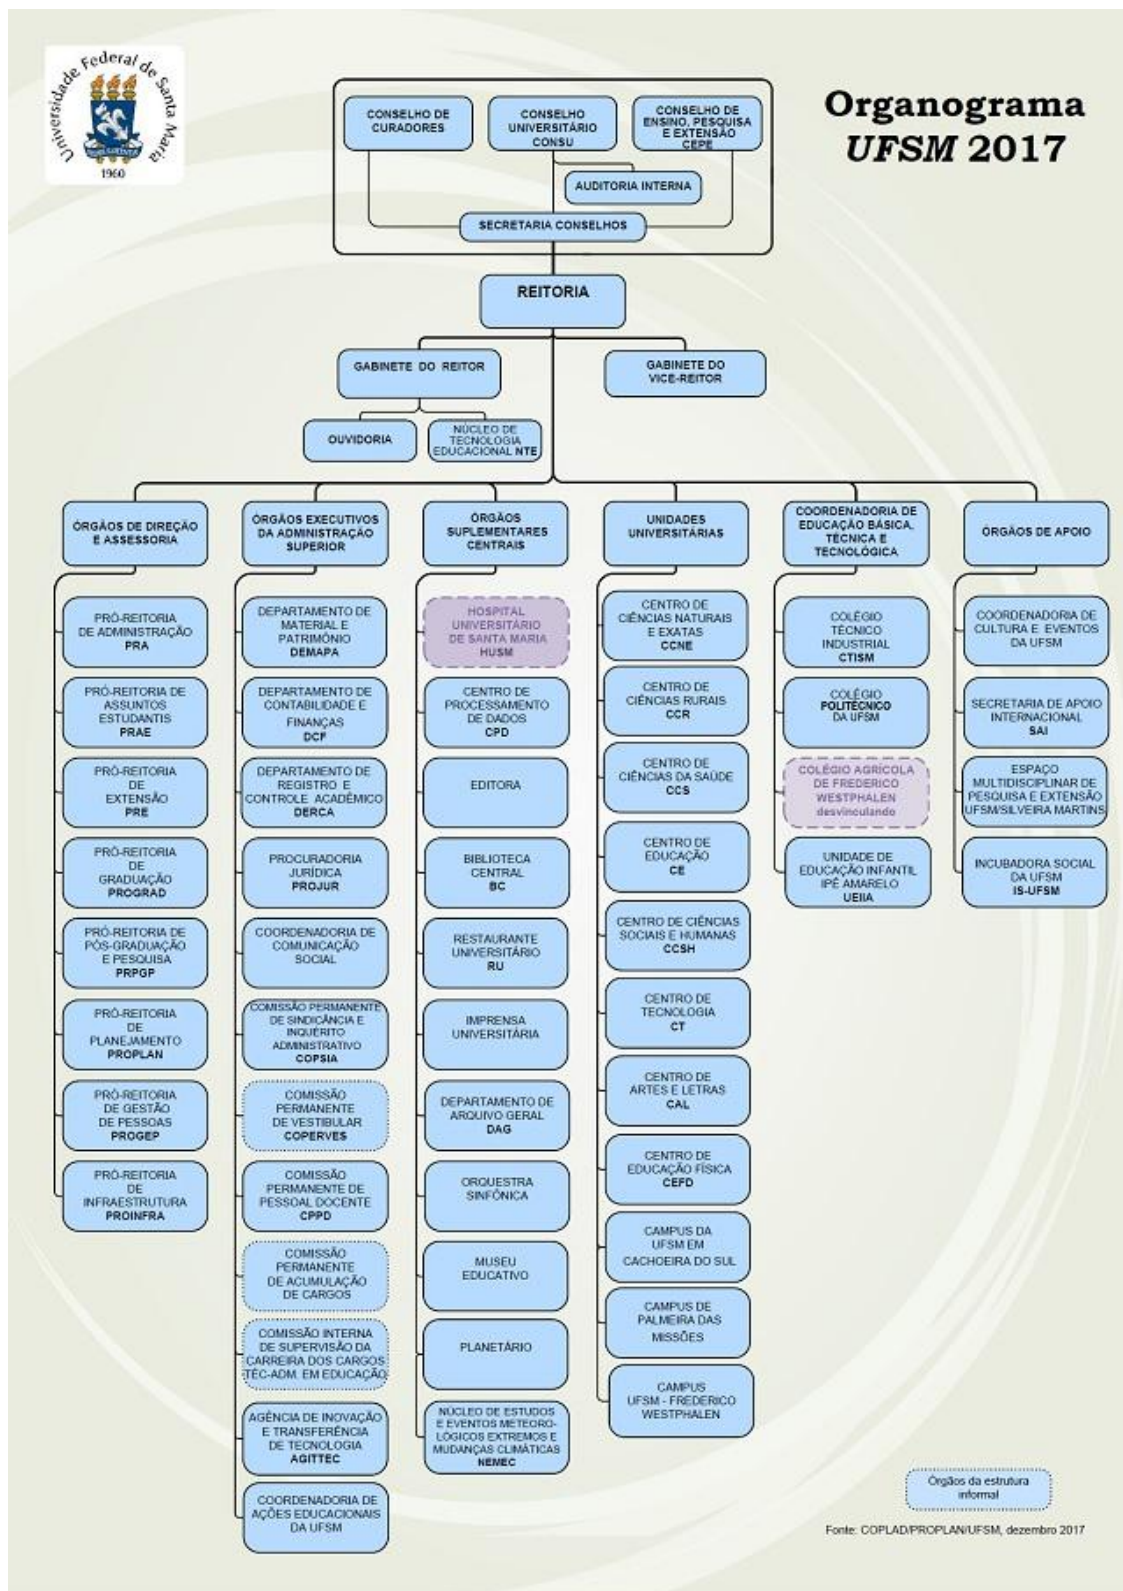 Universidade Federal de Santa Maria
1960
Organograma
UFSM 2017
CONSELHO DE
CURADORES
CONSELHO
UNIVERSITÁRIO
CONSU
CONSELHO DE
ENSINO, PESQUISA
E EXTENSÃO
CEPE
AUDITORIA INTERNA
SECRETARIA CONSELHOS
REITORIA
GABINETE DO REITOR
GABINETE DO
VICE-REITOR
OUVIDORIA
NÚCLEO DE
TECNOLOGIA
EDUCACIONAL NTE
ÓRGÃOS DE DIREÇÃO
E ASSESSORIA
PRÓ-REITORIA
DE ADMINISTRAÇÃO
PRA
PRÓ-REITORIA DE
ASSUNTOS
ESTUDANTIS
PRAE
PRÓ-REITORIA
DE
EXTENSÃO
PRE
PRÓ-REITORIA
DE
GRADUAÇÃO
PROGRAD
PRÓ-REITORIA DE
PÓS-GRADUAÇÃO
E PESQUISA
PRPGP
PRÓ-REITORIA
DE
PLANEJAMENTO
PROPLAN
PRÓ-REITORIA
DE GESTÃO
DE PESSOAS
PROGEP
PRÓ-REITORIA
DE
INFRAESTRUTURA
PROINFRA
ÓRGÃOS EXECUTIVOS
DA ADMINISTRAÇÃO
SUPERIOR
DEPARTAMENTO DE
MATERIAL E
PATRIMÔNIO
DEMAPA
DEPARTAMENTO DE
CONTABILIDADE E
FINANÇAS
DCF
DEPARTAMENTO DE
REGISTRO E
CONTROLE ACADÊMICO
DERCA
PROCURADORIA
JURÍDICA
PROJUR
COORDENADORIA DE
COMUNICAÇÃO
SOCIAL
COMISSÃO PERMANENTE
DE SINDICÂNCIA E
INQUÉRITO
ADMINISTRATIVO
COPSIA
COMISSÃO
PERMANENTE
DE VESTIBULAR
COPERVES
COMISSÃO
PERMANENTE DE
PESSOAL DOCENTE
CPPD
COMISSÃO
PERMANENTE
DE ACUMULAÇÃO
DE CARGOS
COMISSÃO INTERNA
DE SUPERVISÃO DA
CARREIRA DOS CARGOS
TÉC-ADM. EM EDUCAÇÃO
AGÊNCIA DE INOVAÇÃO
E TRANSFERÊNCIA
DE TECNOLOGIA
AGITTEC
COORDENADORIA DE
AÇÕES EDUCACIONAIS
DA UFSM
ÓRGÃOS
SUPLEMENTARES
CENTRAIS
HOSPITAL
UNIVERSITÁRIO
DE SANTA MARIA
HUSM
CENTRO DE
PROCESSAMENTO
DE DADOS
CPD
EDITORA
BIBLIOTECA
CENTRAL
BC
RESTAURANTE
UNIVERSITÁRIO
RU
IMPRENSA
UNIVERSITÁRIA
DEPARTAMENTO DE
ARQUIVO GERAL
DAG
ORQUESTRA
SINFÔNICA
MUSEU
EDUCATIVO
PLANETÁRIO
NÚCLEO DE ESTUDOS
E EVENTOS METEORO-
LÓGICOS EXTREMOS E
MUDANÇAS CLIMÁTICAS
NEMEC
UNIDADES
UNIVERSITÁRIAS
CENTRO DE
CIÊNCIAS NATURAIS
E EXATAS
CCNE
CENTRO DE
CIÊNCIAS RURAIS
CCR
CENTRO DE
CIÊNCIAS DA SAÚDE
CCS
CENTRO DE
EDUCAÇÃO
CE
CENTRO DE CIÊNCIAS
SOCIAIS E HUMANAS
CCSH
CENTRO DE
TECNOLOGIA
CT
CENTRO DE
ARTES E LETRAS
CAL
CENTRO DE
EDUCAÇÃO FÍSICA
CEFD
CAMPUS DA
UFSM EM
CACHOEIRA DO SUL
CAMPUS DE
PALMEIRA DAS
MISSÕES
CAMPUS
UFSM - FREDERICO
WESTPHALEN
COORDENADORIA DE
EDUCAÇÃO BÁSICA,
TÉCNICA E
TECNOLÓGICA
COLÉGIO
TÉCNICO
INDUSTRIAL
CTISM
COLÉGIO
POLITÉCNICO
DA UFSM
COLÉGIO AGRÍCOLA
DE FREDERICO
WESTPHALEN
desvinculando
UNIDADE DE
EDUCAÇÃO INFANTIL
IPÊ AMARELO
UEIIA
ÓRGÃOS DE APOIO
COORDENADORIA DE
CULTURA E EVENTOS
DA UFSM
SECRETARIA DE APOIO
INTERNACIONAL
SAI
ESPAÇO
MULTIDISCIPLINAR DE
PESQUISA E EXTENSÃO
UFSM/SILVEIRA MARTINS
INCUBADORA SOCIAL
DA UFSM
IS-UFSM
Órgãos da estrutura
informal
Fonte: COPLAD/PROPLAN/UFSM, dezembro 2017